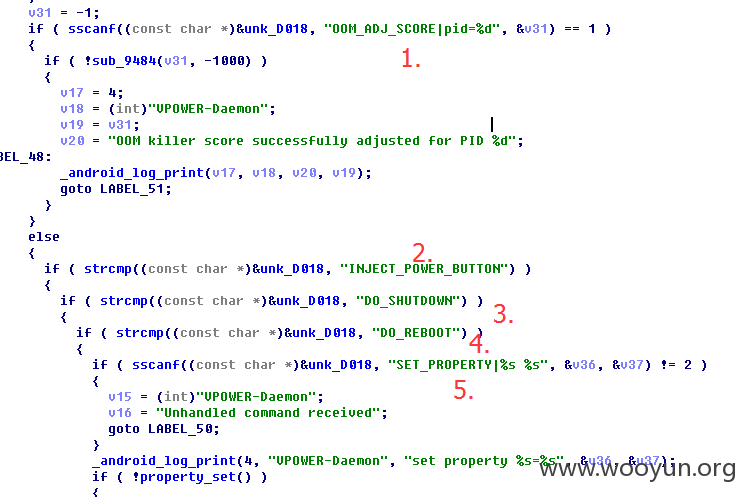 v31 = -1;
if ( sscanf((const char *)&unk_D018, "OOM_ADJ_SCORE|pid=%d", &v31) == 1 )
{
1.
if ( !sub_9484(v31, -1000) )
{
v17 = 4;
v18 = (int)"VPOWER-Daemon";
v19 = v31;
v20 = "OOM killer score successfully adjusted for PID %d";
BEL_48:
_android_log_print(v17, v18, v20, v19);
goto LABEL_51;
}
}
else
{
2.
if ( strcmp((const char *)&unk_D018, "INJECT_POWER_BUTTON") )
{
if ( strcmp((const char *)&unk_D018, "DO_SHUTDOWN") )
{
3.
if ( strcmp((const char *)&unk_D018, "DO_REBOOT") )
{
4.
if ( sscanf((const char *)&unk_D018, "SET_PROPERTY|%s %s", &v36, &v37) != 2 )
{
5.
v15 = (int)"VPOWER-Daemon";
v16 = "Unhandled command received";
goto LABEL_50;
}
_android_log_print(4, "VPOWER-Daemon", "set property %s=%s", &v36, &v37);
if ( !property_set() )
{
www.wooyun.org